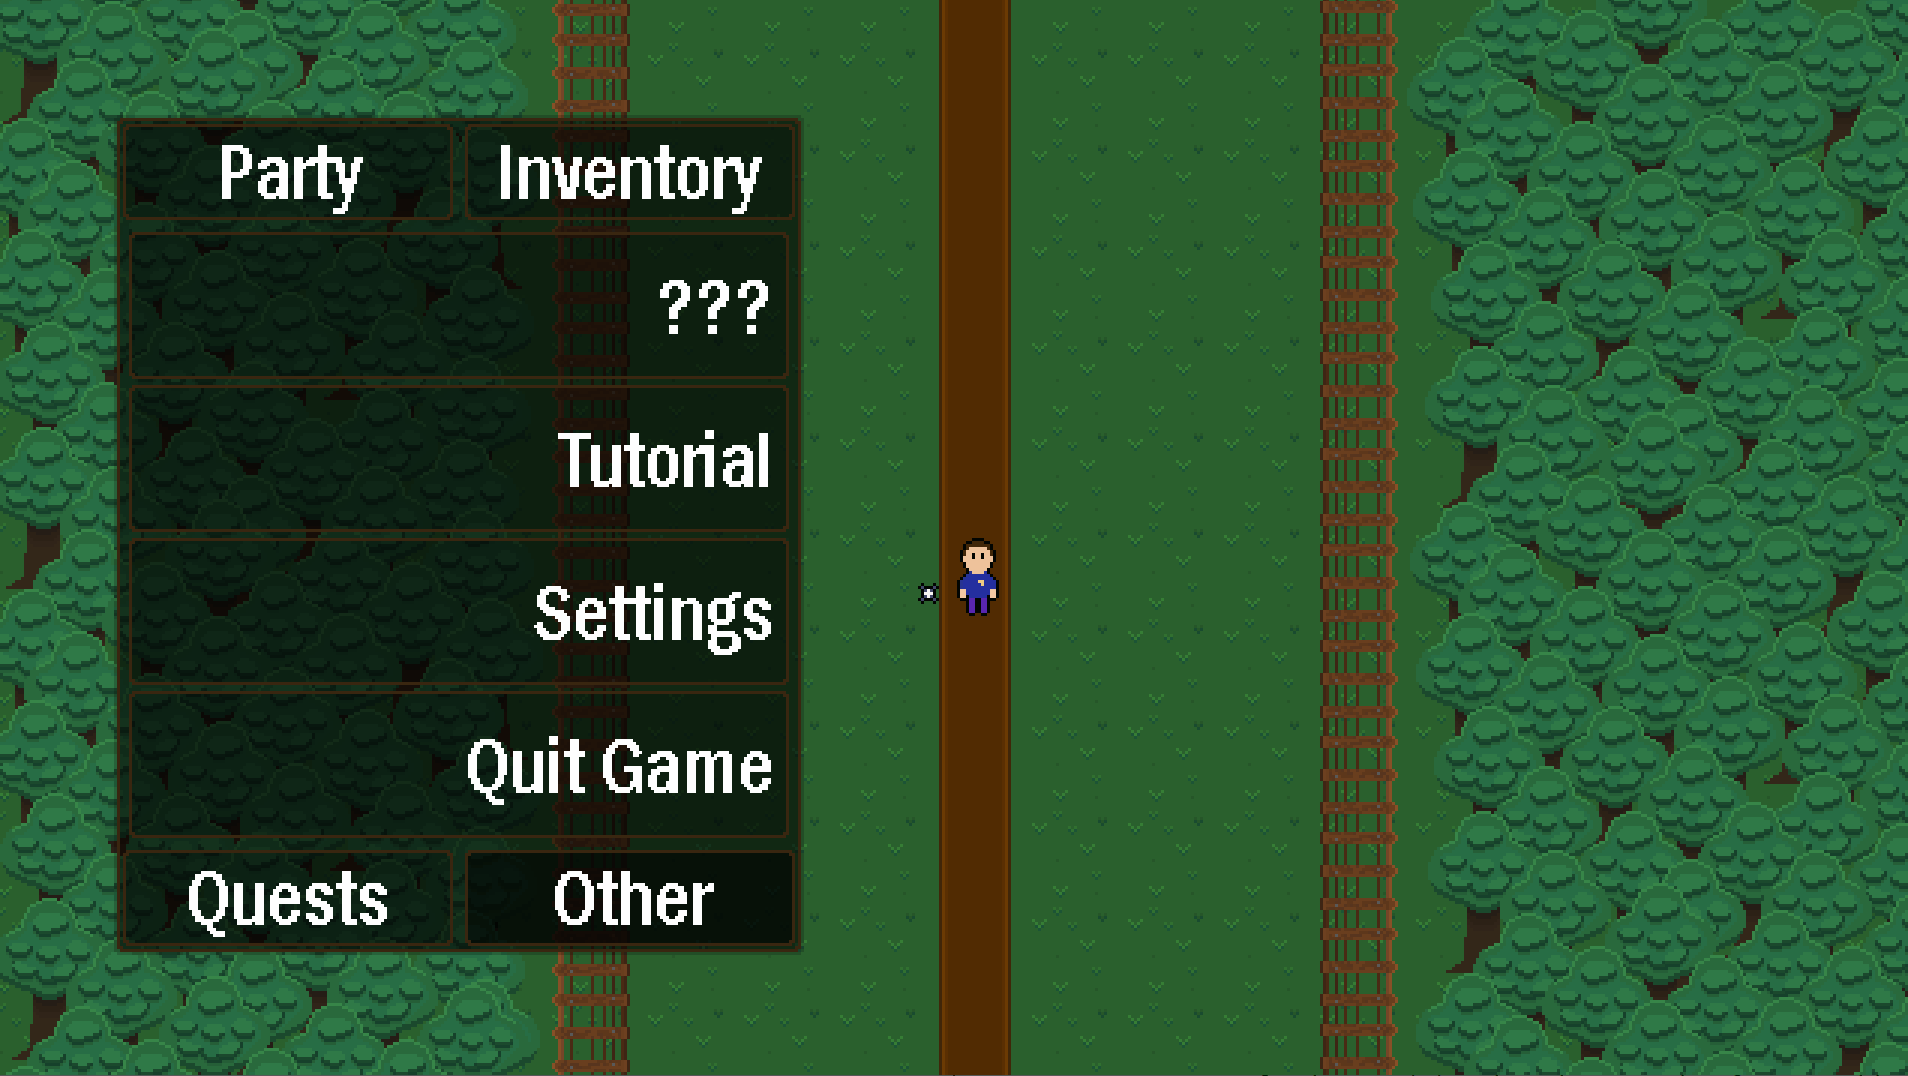 Party Inventory
???
Tutorial
Settings
Quit Game
Quests Other